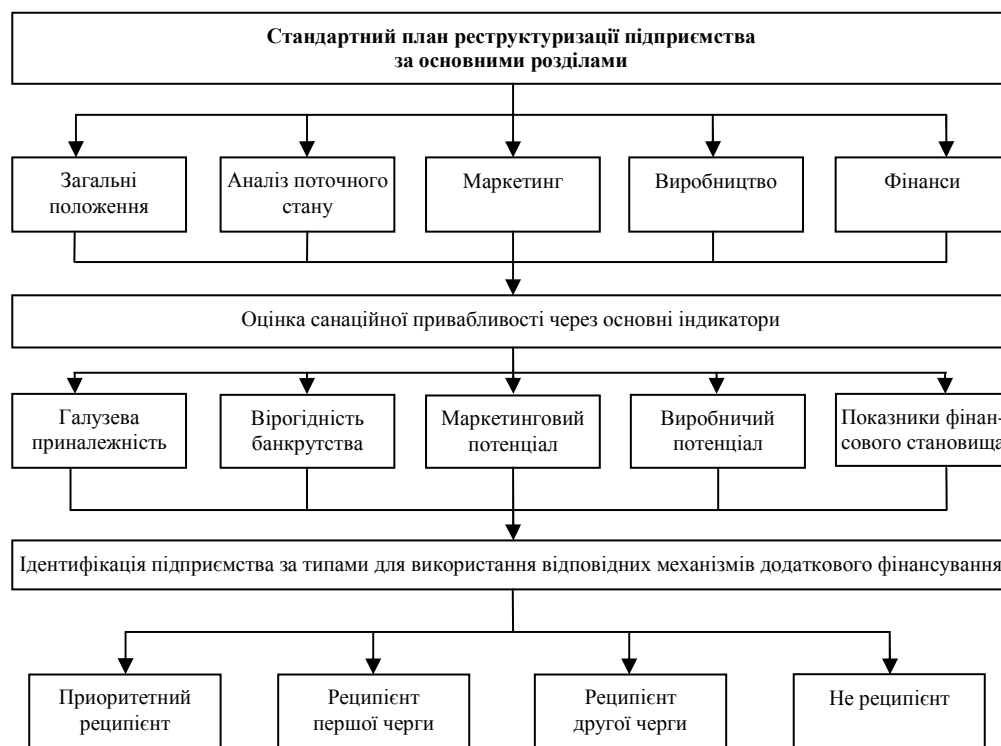 Стандартний план реструктуризації підприємства
за основними розділами
Загальні
положення
Аналіз поточного
стану
Маркетинг
Виробництво
Фінанси
Оцінка санаційної привабливості через основні індикатори
Галузева
приналежність
Вірогідність
банкрутства
Маркетинговий
потенціал
Виробничий
потенціал
Показники фінан-
сового становища
Ідентифікація підприємства за типами для використання відповідних механізмів додаткового фінансування
Приоритетний
реципієнт
Реципієнт
першої черги
Реципієнт
другої черги
Не реципієнт